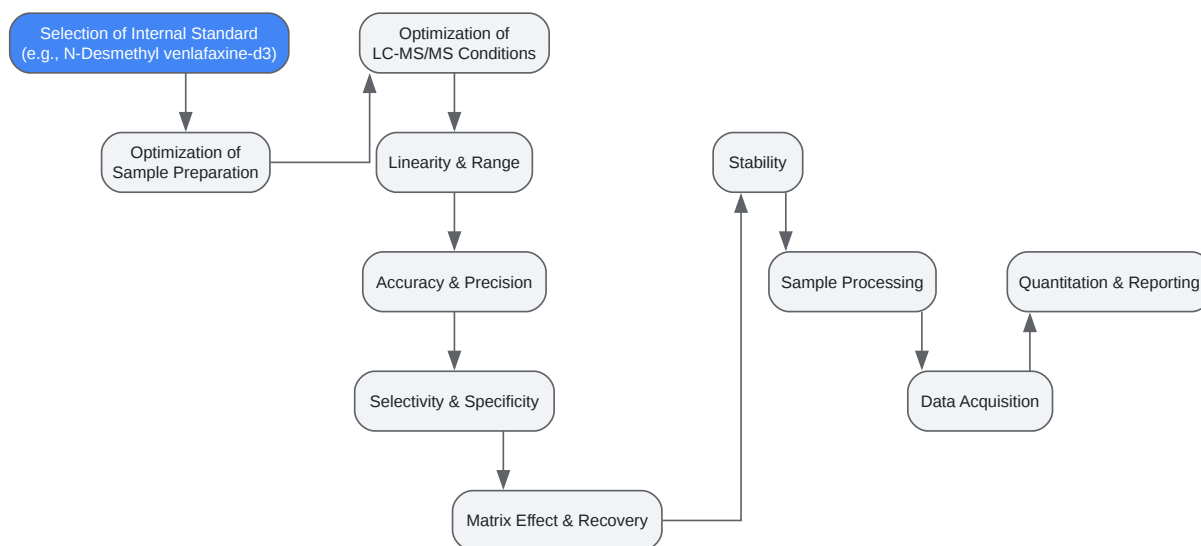 Selection of Internal Standard
(e.g., N-Desmethyl venlafaxine-d3)
Optimization of
Sample Preparation
Optimization of
LC-MS/MS Conditions
Linearity & Range
Accuracy & Precision
Selectivity & Specificity
Matrix Effect & Recovery
Stability
Sample Processing
Data Acquisition
Quantitation & Reporting